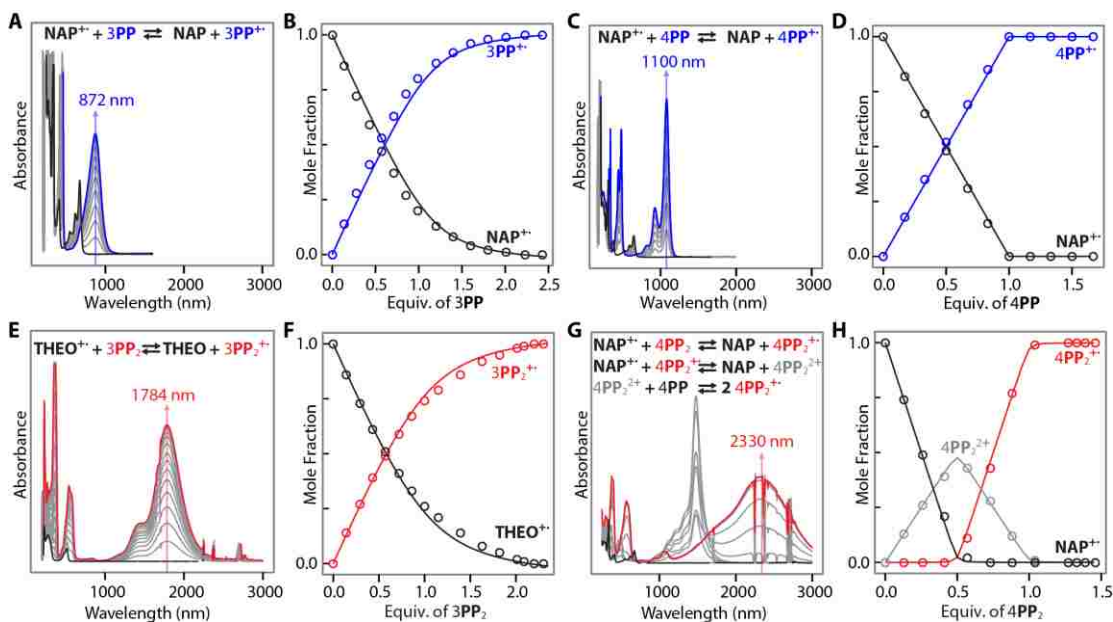 A
NAP+· + 3PP ⇌ NAP + 3PP+·
872 nm
Absorbance
1000 2000 3000
Wavelength (nm)
B
1.0
0.0
Mole Fraction
3PP+·
NAP+·
0.0 0.5 1.0 1.5 2.0 2.5
Equiv. of 3PP
C
NAP+· + 4PP ⇌ NAP + 4PP+·
1100 nm
Absorbance
1000 2000 3000
Wavelength (nm)
D
1.0
0.0
Mole Fraction
4PP+·
NAP+·
0.0 0.5 1.0 1.5
Equiv. of 4PP
E
THEO+· + 3PP₂ ⇌ THEO + 3PP₂+·
1784 nm
Absorbance
1000 2000 3000
Wavelength (nm)
F
1.0
0.0
Mole Fraction
3PP₂+·
THEO+·
0.0 0.5 1.0 1.5 2.0
Equiv. of 3PP₂
G
NAP+· + 4PP₂ ⇌ NAP + 4PP₂+·
NAP+· + 4PP₂+· ⇌ NAP + 4PP₂2+
4PP₂2+ + 4PP ⇌ 2 4PP₂+·
2330 nm
Absorbance
1000 2000 3000
Wavelength (nm)
H
1.0
0.0
Mole Fraction
4PP₂+·
4PP₂2+
NAP+·
0.0 0.5 1.0 1.5
Equiv. of 4PP₂